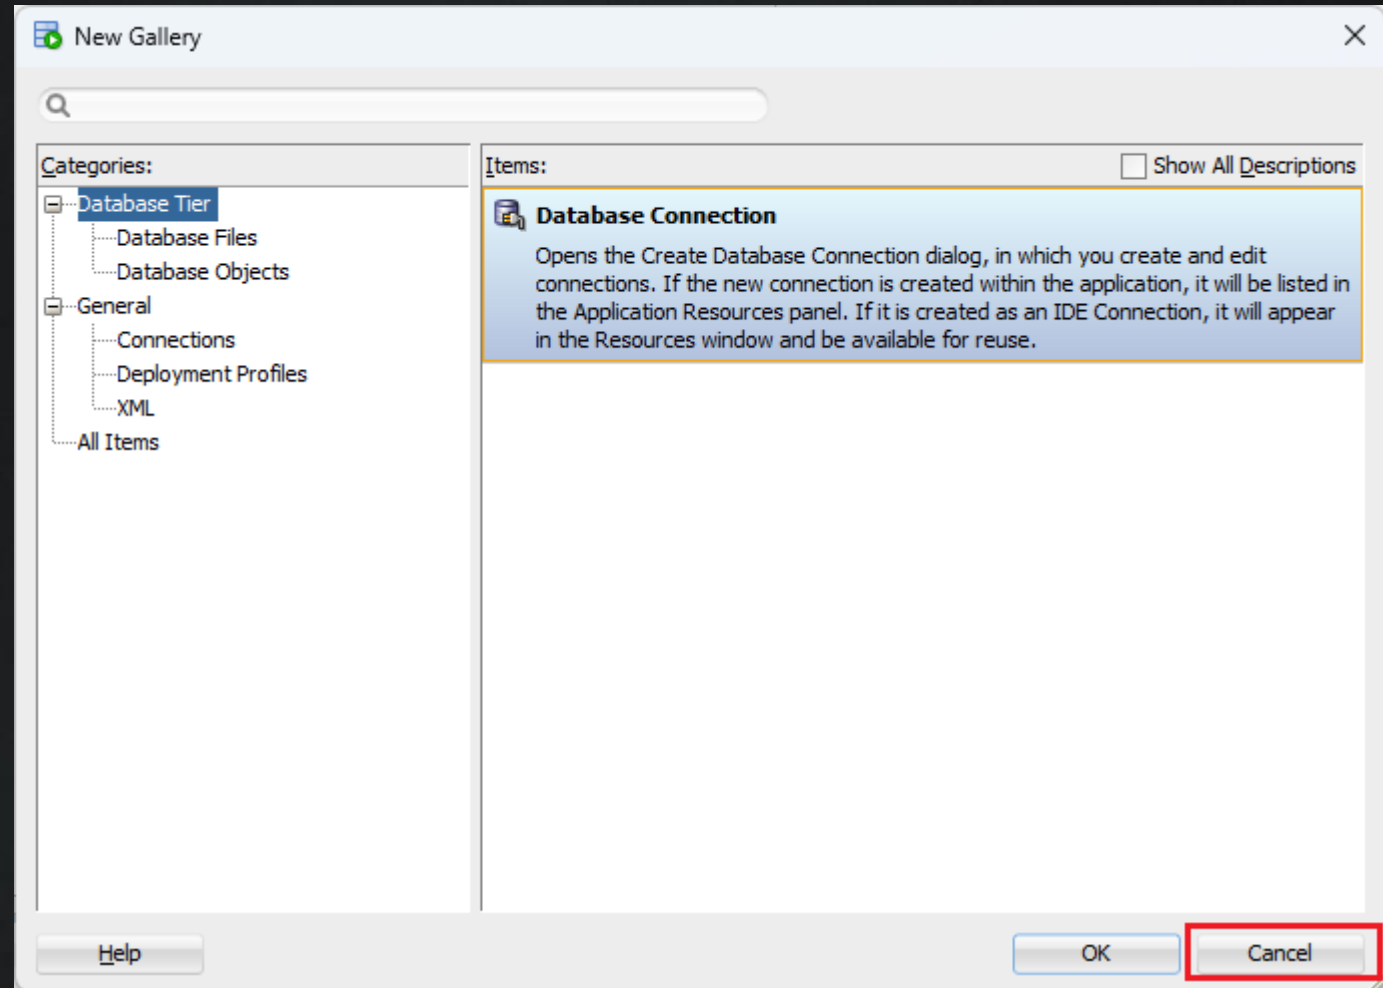 New Gallery
Categories:
Database Tier
Database Files
Database Objects
General
Connections
Deployment Profiles
XML
All Items
Items:
Show All Descriptions
Database Connection
Opens the Create Database Connection dialog, in which you create and edit
connections. If the new connection is created within the application, it will be listed in
the Application Resources panel. If it is created as an IDE Connection, it will appear
in the Resources window and be available for reuse.
Help
OK
Cancel